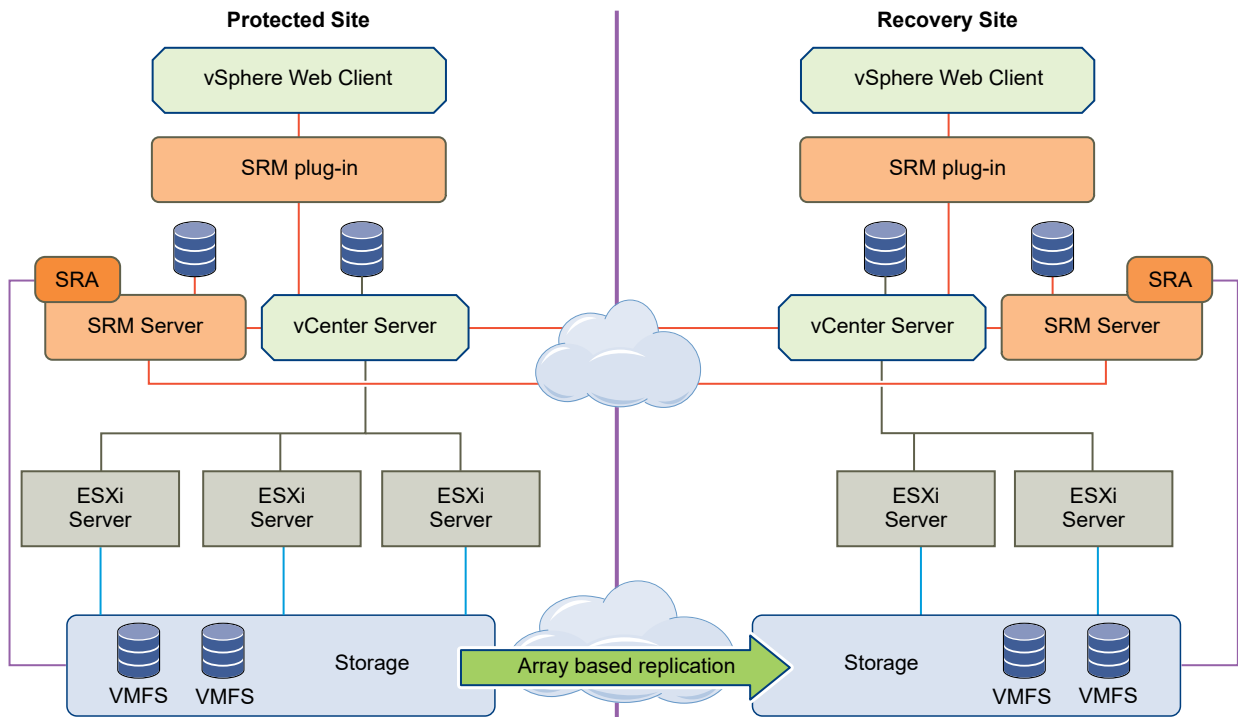 Protected Site
Recovery Site
vSphere Web Client
vSphere Web Client
SRM plug-in
SRM plug-in
SRA
SRA
SRM Server
vCenter Server
vCenter Server
SRM Server
ESXi
Server
ESXi
Server
ESXi
Server
ESXi
Server
ESXi
Server
Storage
Array based replication
Storage
VMFS
VMFS
VMFS
VMFS